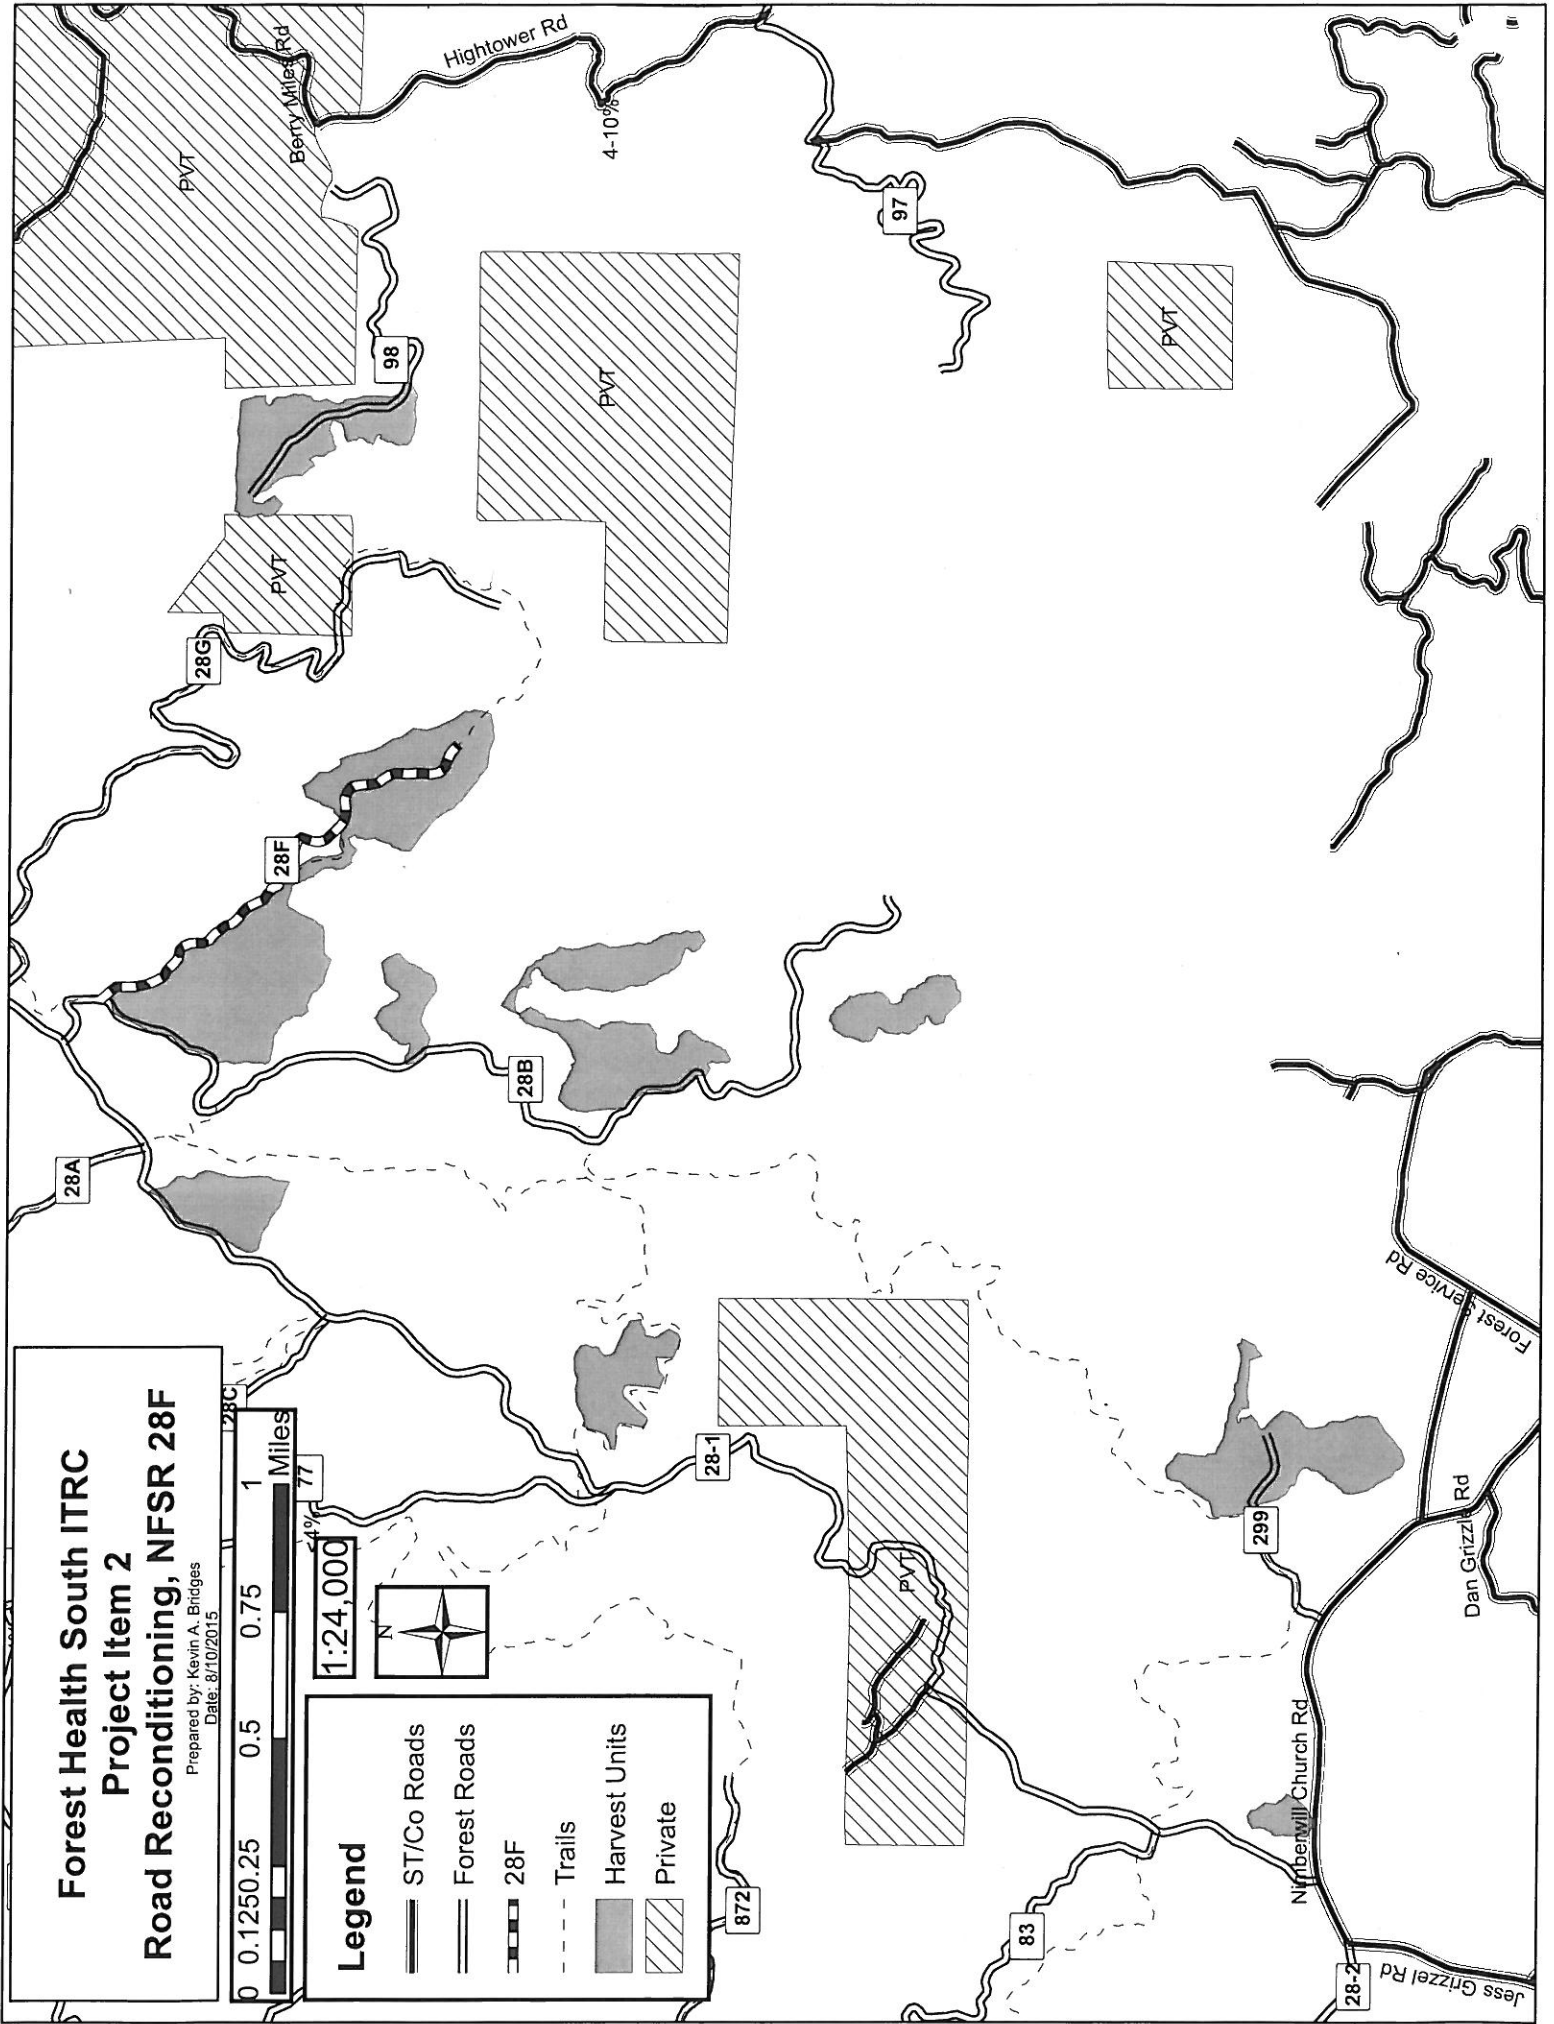 Forest Health South ITRC
Project Item 2
Road Reconditioning, NFSR 28F
Prepared by: Kevin A. Bridges
Date: 8/10/2015
0 0.125 0.25 0.5 0.75 1
Miles
1:24,000
N
Legend
ST/Co Roads
Forest Roads
28F
Trails
Harvest Units
Private
28C
77
4%
28A
28B
28F
28G
98
97
28-1
872
83
299
28-2
PVT
PVT
PVT
PVT
PVT
Berry Miles Rd
Hightower Rd
4-10%
Forest Service Rd
Dan Grizzle Rd
Nimberwill Church Rd
Jess Grizzel Rd